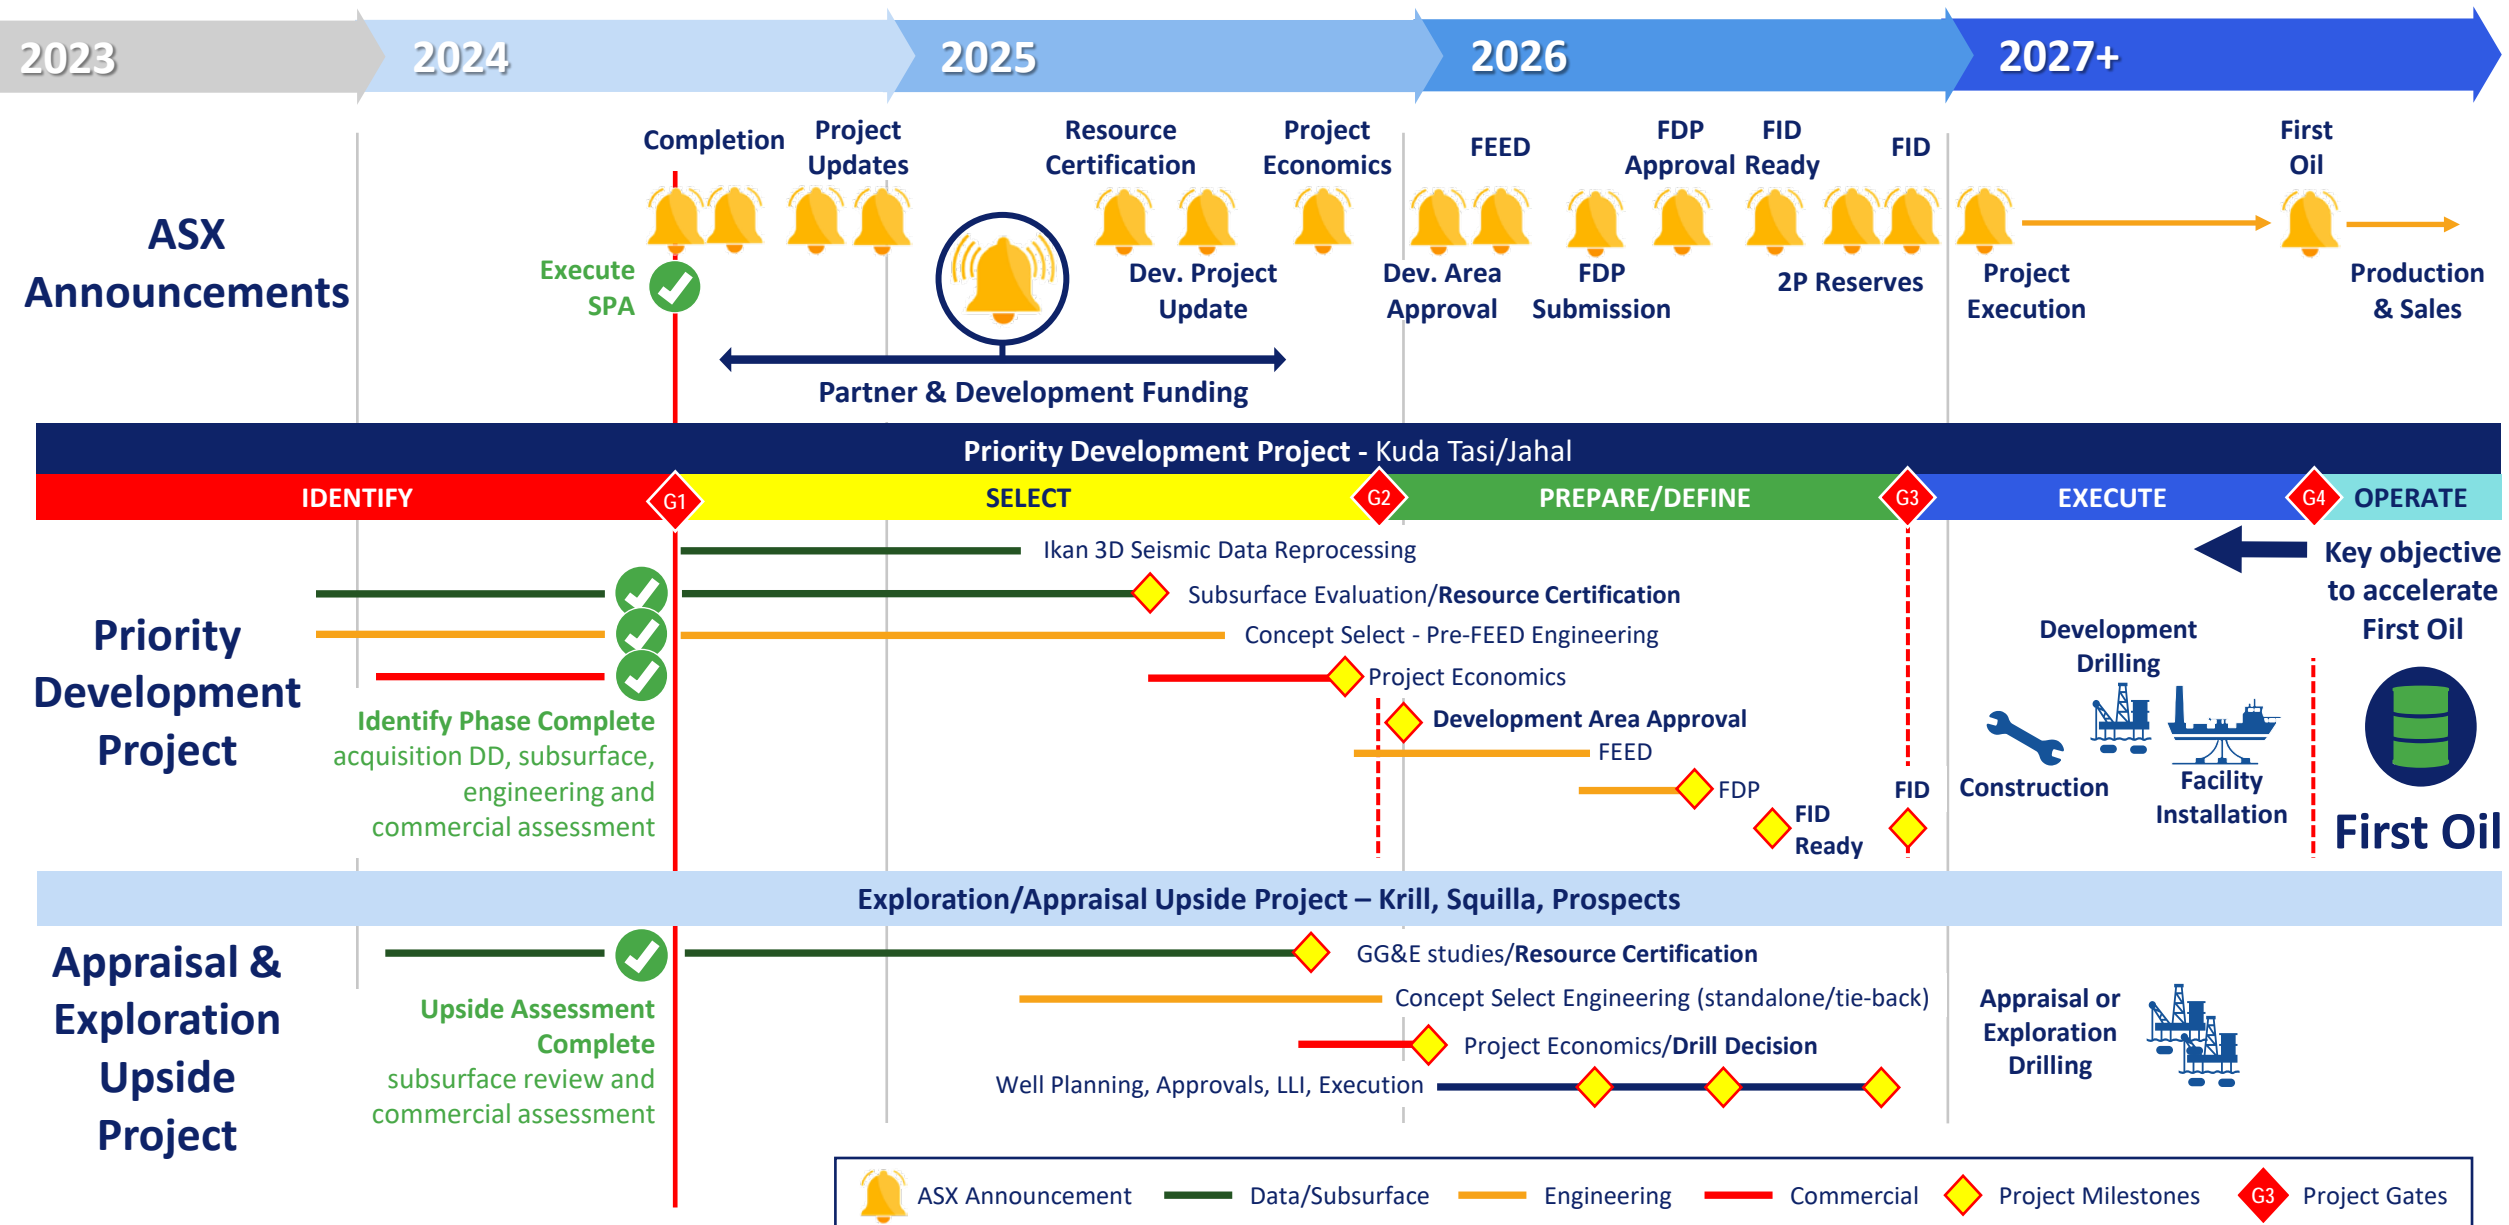 2023
2024
2025
2026
2027+
ASX
Announcements
Completion
Project
Updates
Resource
Certification
Project
Economics
FEED
FDP
Approval
FID
Ready
FID
First
Oil
Execute
SPA
Dev. Project
Update
Dev. Area
Approval
FDP
Submission
2P Reserves
Project
Execution
Production
& Sales
Partner & Development Funding
Priority Development Project - Kuda Tasi/Jahal
IDENTIFY
G1
SELECT
G2
PREPARE/DEFINE
G3
EXECUTE
G4
OPERATE
Priority
Development
Project
Ikan 3D Seismic Data Reprocessing
Subsurface Evaluation/Resource Certification
Concept Select - Pre-FEED Engineering
Project Economics
Development Area Approval
FEED
FDP
FID
Ready
FID
Identify Phase Complete
acquisition DD, subsurface,
engineering and
commercial assessment
Key objective
to accelerate
First Oil
Development
Drilling
Construction
Facility
Installation
First Oil
Exploration/Appraisal Upside Project – Krill, Squilla, Prospects
Appraisal &
Exploration
Upside
Project
Upside Assessment
Complete
subsurface review and
commercial assessment
GG&E studies/Resource Certification
Concept Select Engineering (standalone/tie-back)
Project Economics/Drill Decision
Well Planning, Approvals, LLI, Execution
Appraisal or
Exploration
Drilling
ASX Announcement
Data/Subsurface
Engineering
Commercial
Project Milestones
G3
Project Gates